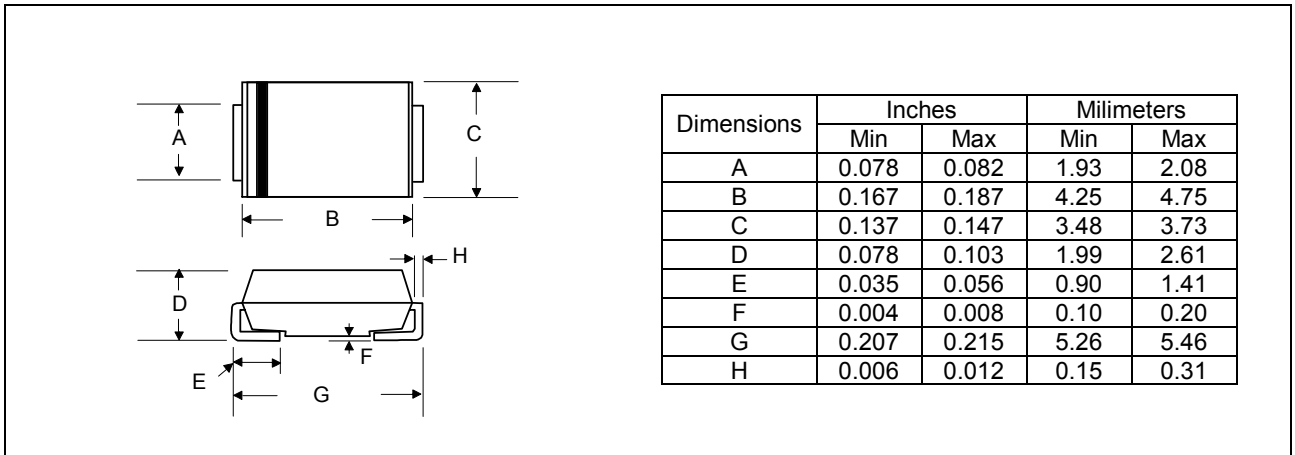 A
C
B
H
D
F
E
G
Dimensions Inches Milimeters
Min Max Min Max
A 0.078 0.082 1.93 2.08
B 0.167 0.187 4.25 4.75
C 0.137 0.147 3.48 3.73
D 0.078 0.103 1.99 2.61
E 0.035 0.056 0.90 1.41
F 0.004 0.008 0.10 0.20
G 0.207 0.215 5.26 5.46
H 0.006 0.012 0.15 0.31